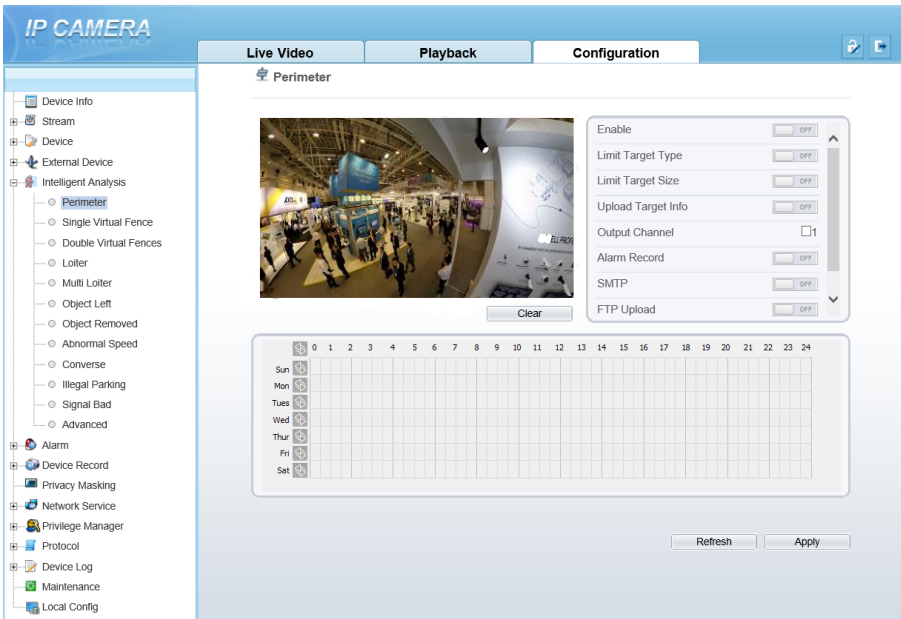 IP CAMERA
Live Video
Playback
Configuration
Perimeter
Device Info
Stream
Device
External Device
Intelligent Analysis
Perimeter
Single Virtual Fence
Double Virtual Fences
Loiter
Multi Loiter
Object Left
Object Removed
Abnormal Speed
Converse
Illegal Parking
Signal Bad
Advanced
Alarm
Device Record
Privacy Masking
Network Service
Privilege Manager
Protocol
Device Log
Maintenance
Local Config
AXIS
Clear
Enable OFF
Limit Target Type OFF
Limit Target Size OFF
Upload Target Info OFF
Output Channel 1
Alarm Record OFF
SMTP OFF
FTP Upload OFF
0 1 2 3 4 5 6 7 8 9 10 11 12 13 14 15 16 17 18 19 20 21 22 23 24
Sun
Mon
Tues
Wed
Thur
Fri
Sat
Refresh
Apply